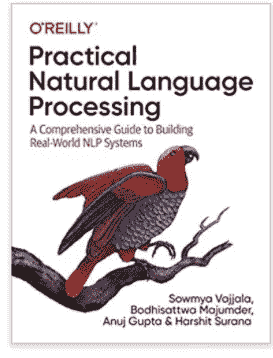 O'REILLY®
Practical
Natural Language
Processing
A Comprehensive Guide to Building
Real-World NLP Systems
Sowmya Vajjala,
Bodhisattwa Majumder,
Anuj Gupta & Harshit Surana